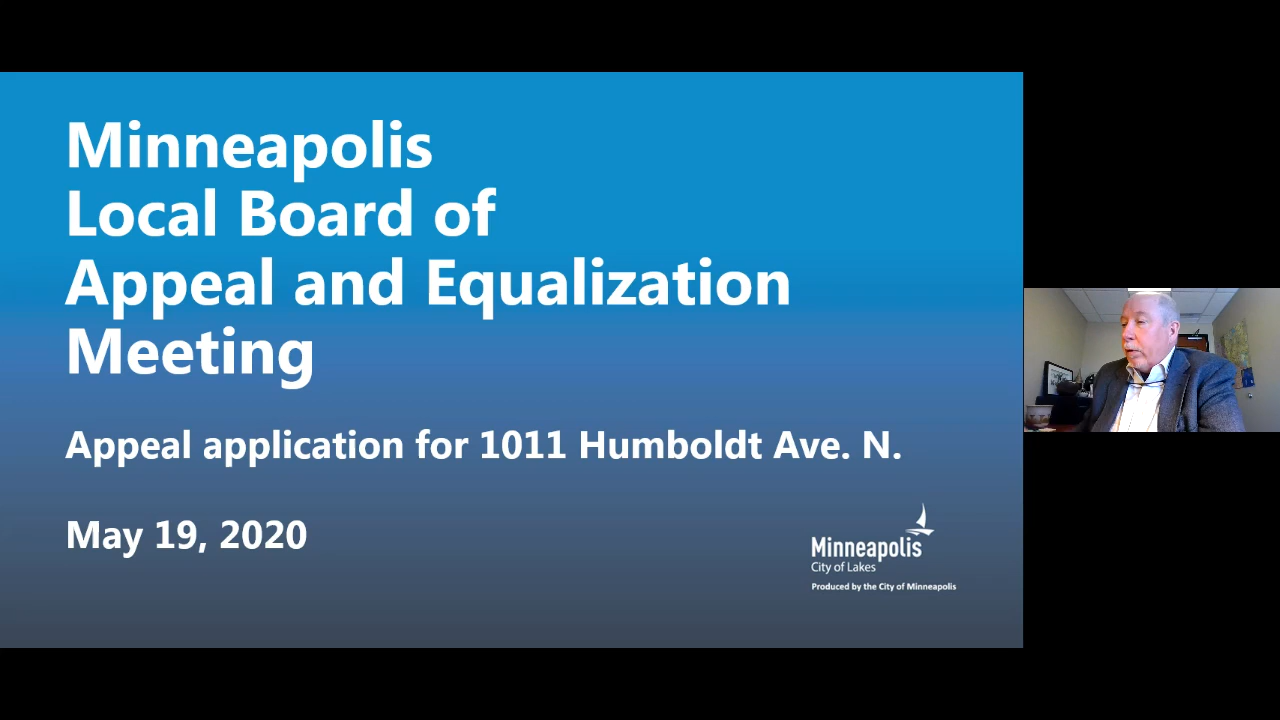 Minneapolis
Local Board of
Appeal and Equalization
Meeting
Appeal application for 1011 Humboldt Ave. N.
May 19, 2020
Minneapolis
City of Lakes
Produced by the City of Minneapolis